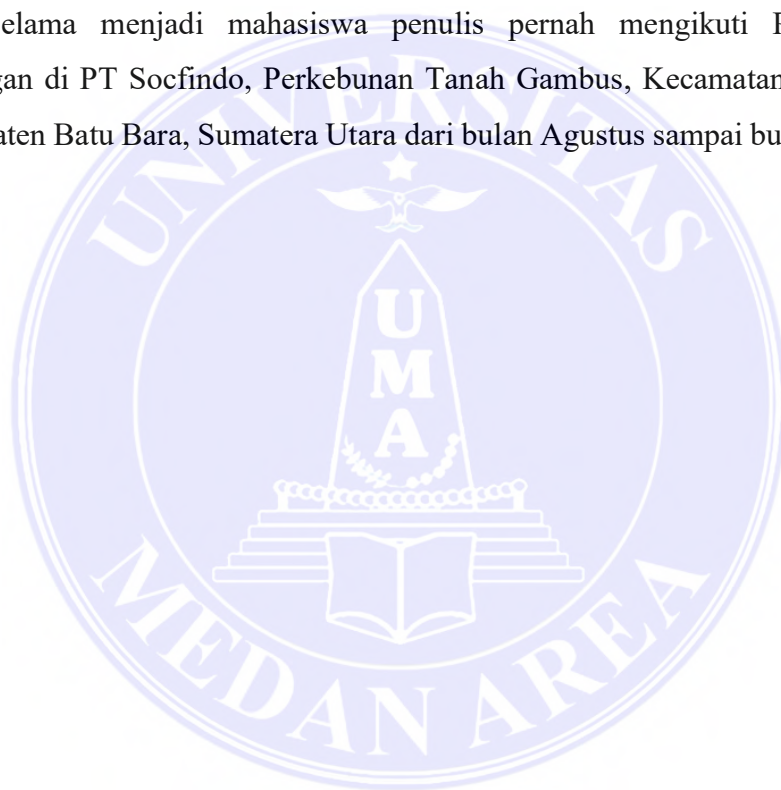 elama menjadi mahasiswa penulis pernah mengikuti
gan di PT Socfindo, Perkebunan Tanah Gambus, Kecamatan
aten Batu Bara, Sumatera Utara dari bulan Agustus sampai bu
UNIVERSITAS
U
M
A
MEDAN AREA